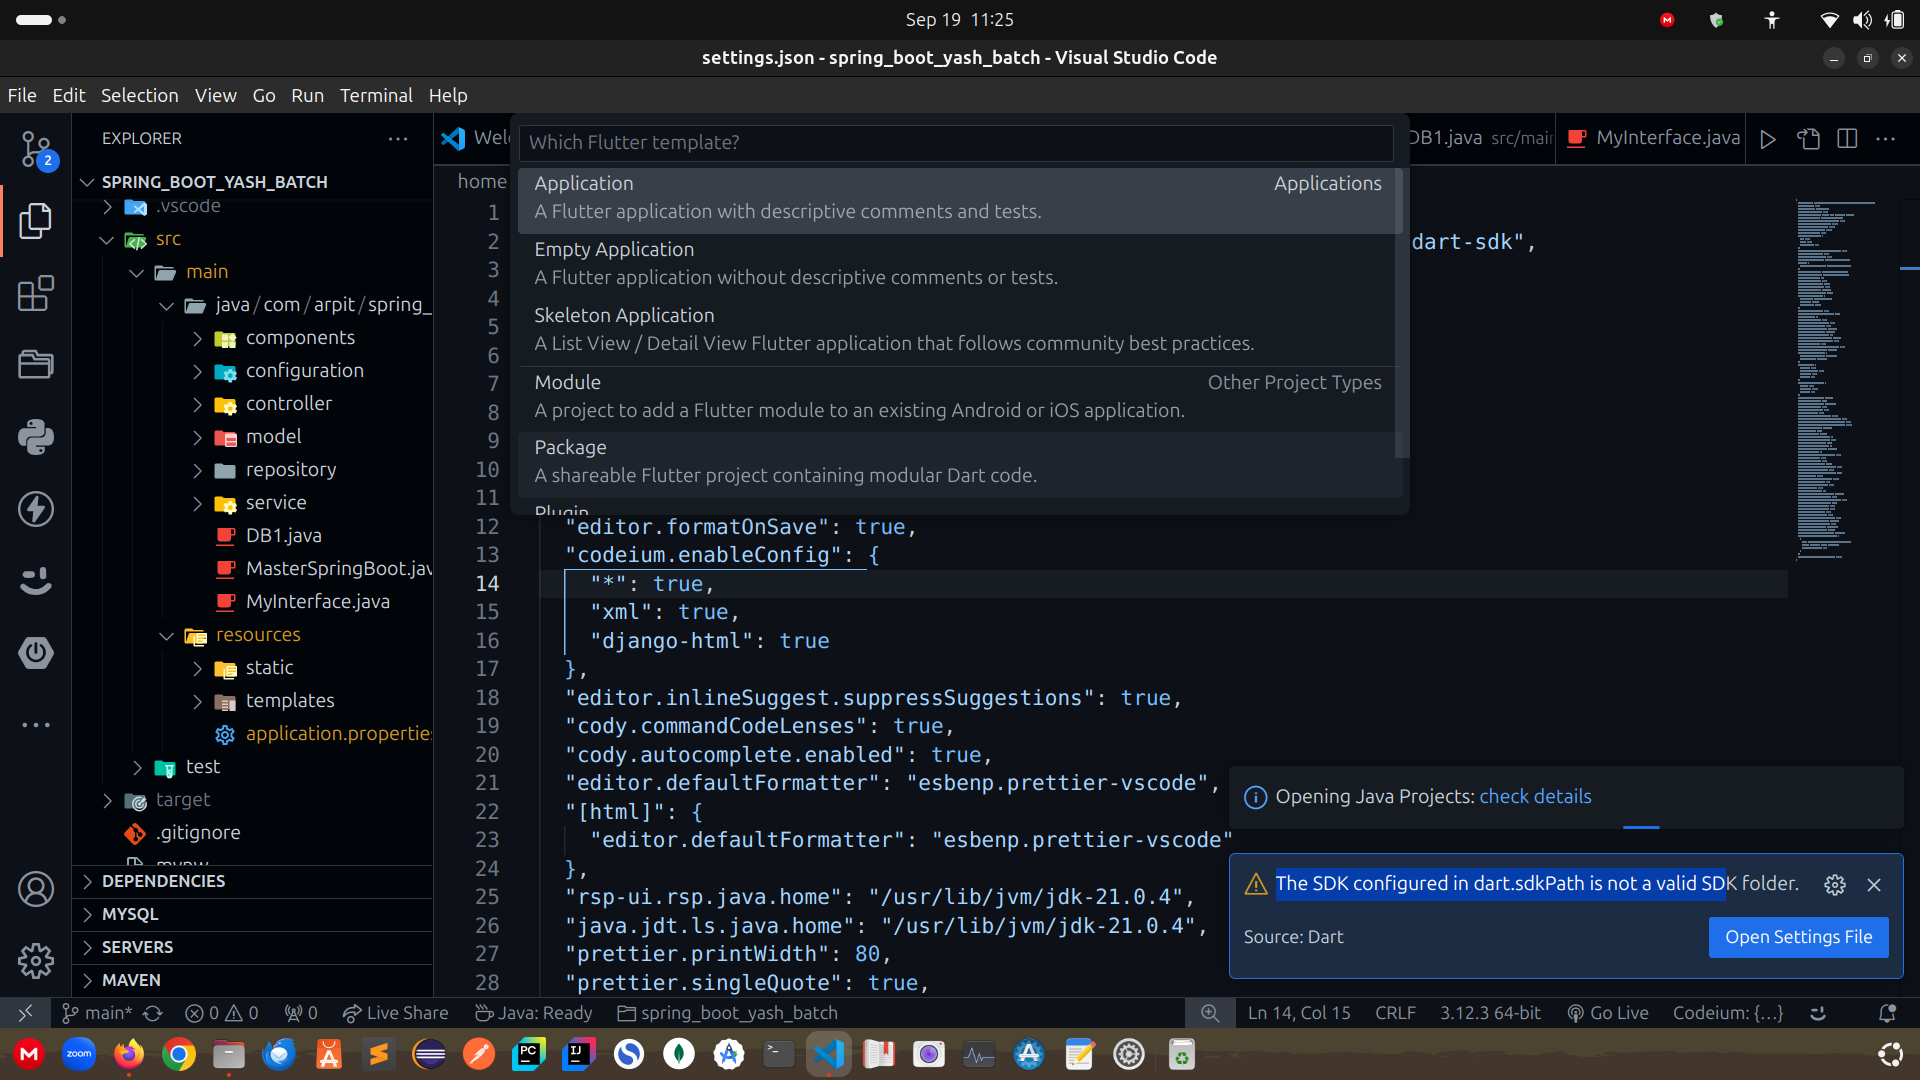 Sep 19 11:25
settings.json - spring_boot_yash_batch - Visual Studio Code
File Edit Selection View Go Run Terminal Help
2
EXPLORER
SPRING_BOOT_YASH_BATCH
.vscode
src
main
java/com/arpit/spring_
components
configuration
controller
model
repository
service
DB1.java
MasterSpringBoot.jav
MyInterface.java
resources
static
templates
application.properties
test
target
.gitignore
mvnw
DEPENDENCIES
MYSQL
SERVERS
MAVEN
DB1.java src/main
MyInterface.java
home
Which Flutter template?
Application
Applications
A Flutter application with descriptive comments and tests.
Empty Application
A Flutter application without descriptive comments or tests.
Skeleton Application
A List View / Detail View Flutter application that follows community best practices.
Module
Other Project Types
A project to add a Flutter module to an existing Android or iOS application.
Package
A shareable Flutter project containing modular Dart code.
Plugin
1
2 dart-sdk",
3
4
5
6
7
8
9
10
11
12 "editor.formatOnSave": true,
13 "codeium.enableConfig": {
14 "*": true,
15 "xml": true,
16 "django-html": true
17 },
18 "editor.inlineSuggest.suppressSuggestions": true,
19 "cody.commandCodeLenses": true,
20 "cody.autocomplete.enabled": true,
21 "editor.defaultFormatter": "esbenp.prettier-vscode",
22 "[html]": {
23 "editor.defaultFormatter": "esbenp.prettier-vscode"
24 },
25 "rsp-ui.rsp.java.home": "/usr/lib/jvm/jdk-21.0.4",
26 "java.jdt.ls.java.home": "/usr/lib/jvm/jdk-21.0.4",
27 "prettier.printWidth": 80,
28 "prettier.singleQuote": true,
Opening Java Projects: check details
The SDK configured in dart.sdkPath is not a valid SDK folder.
Source: Dart
Open Settings File
main* 0 0 0 Live Share Java: Ready spring_boot_yash_batch
Ln 14, Col 15 CRLF 3.12.3 64-bit Go Live Codeium: {...}
zoom
PC
IJ